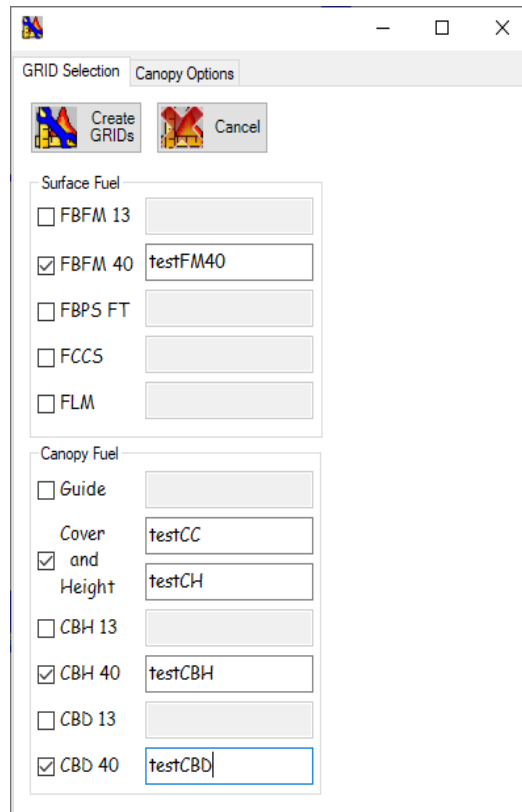 GRID Selection
Canopy Options
Create
GRIDs
Cancel
Surface Fuel
FBFM 13
FBFM 40
testFM40
FBPS FT
FCCS
FLM
Canopy Fuel
Guide
Cover
and
Height
testCC
testCH
CBH 13
CBH 40
testCBH
CBD 13
CBD 40
testCBD